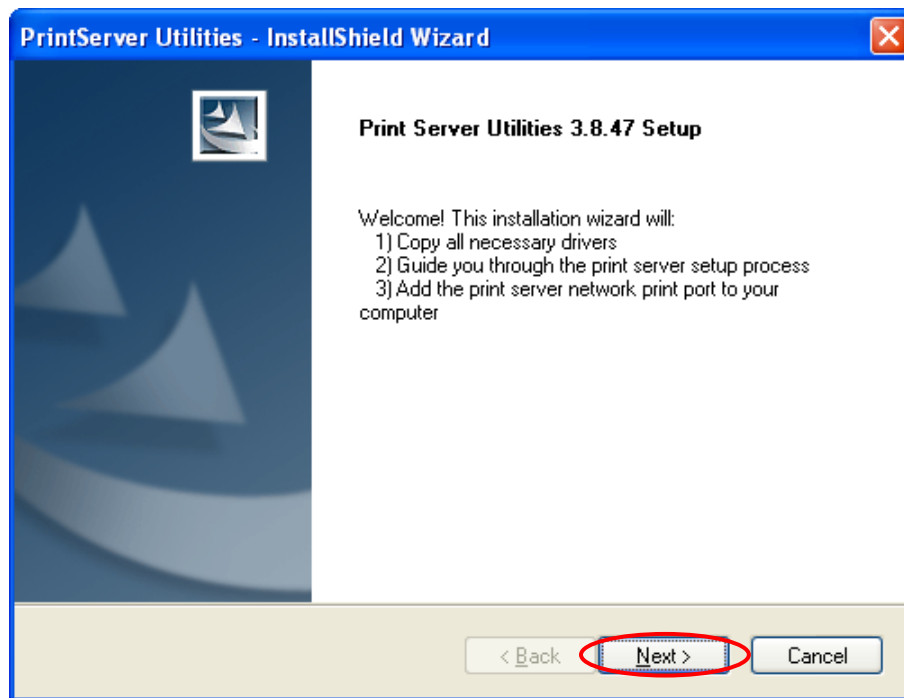 PrintServer Utilities - InstallShield Wizard
Print Server Utilities 3.8.47 Setup
Welcome! This installation wizard will:
1) Copy all necessary drivers
2) Guide you through the print server setup process
3) Add the print server network print port to your
computer
< Back Next > Cancel